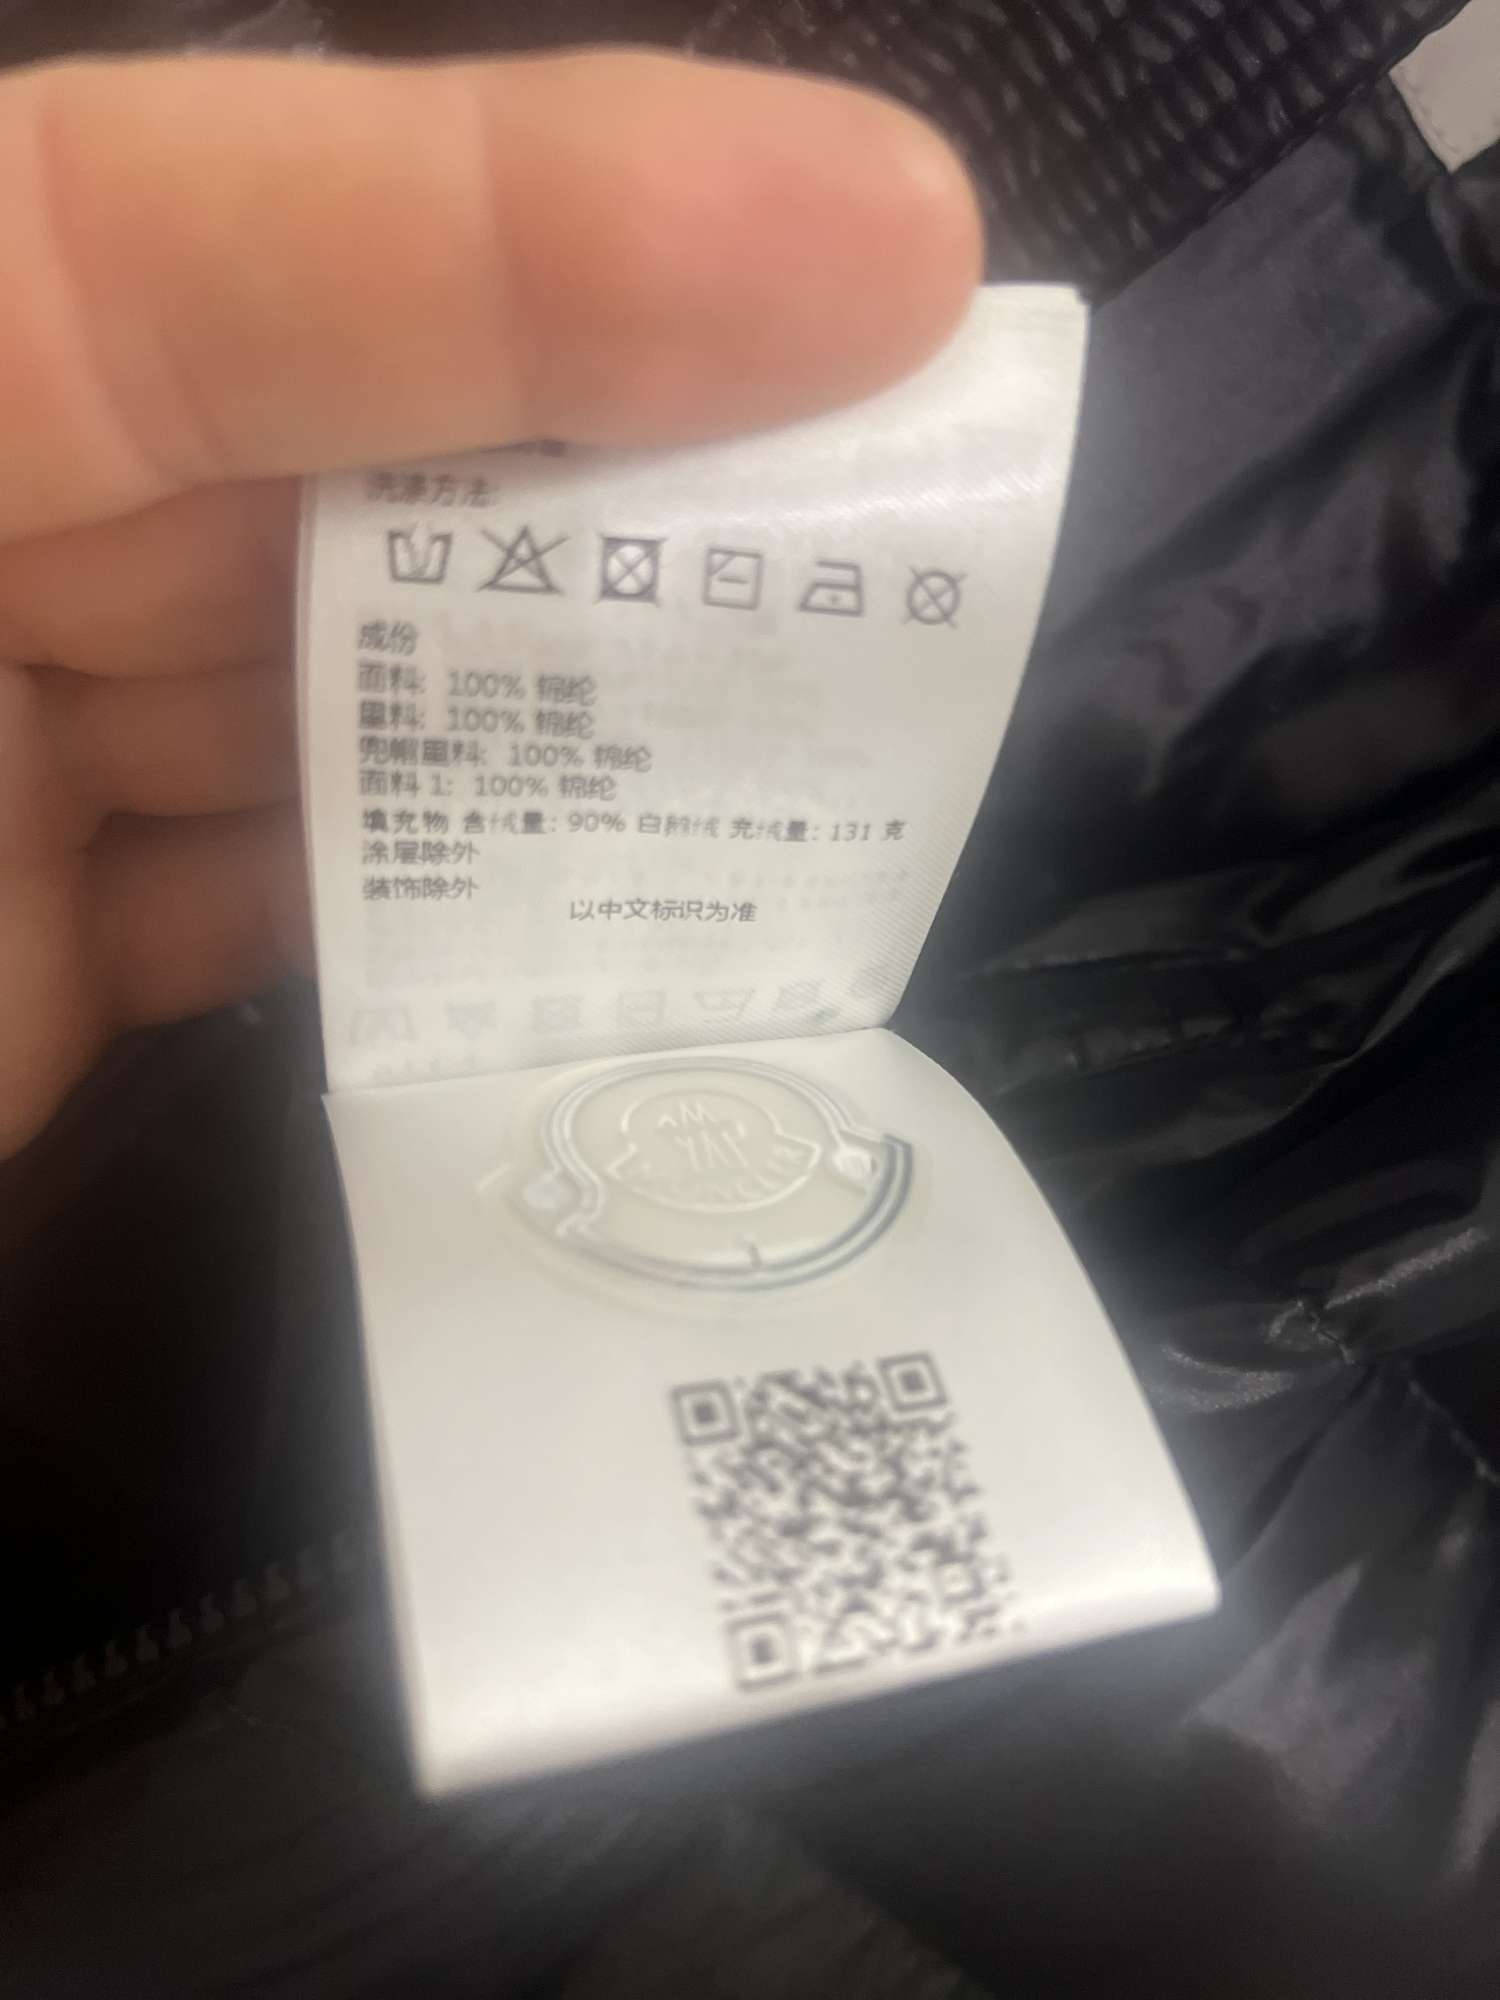 洗涤方法:
成份
面料: 100% 锦纶
里料: 100% 锦纶
兜帽里料: 100% 锦纶
面料 1: 100% 锦纶
填充物 含绒量: 90% 白鹅绒 充绒量: 131 克
涂层除外
装饰除外
以中文标识为准
MONCLER